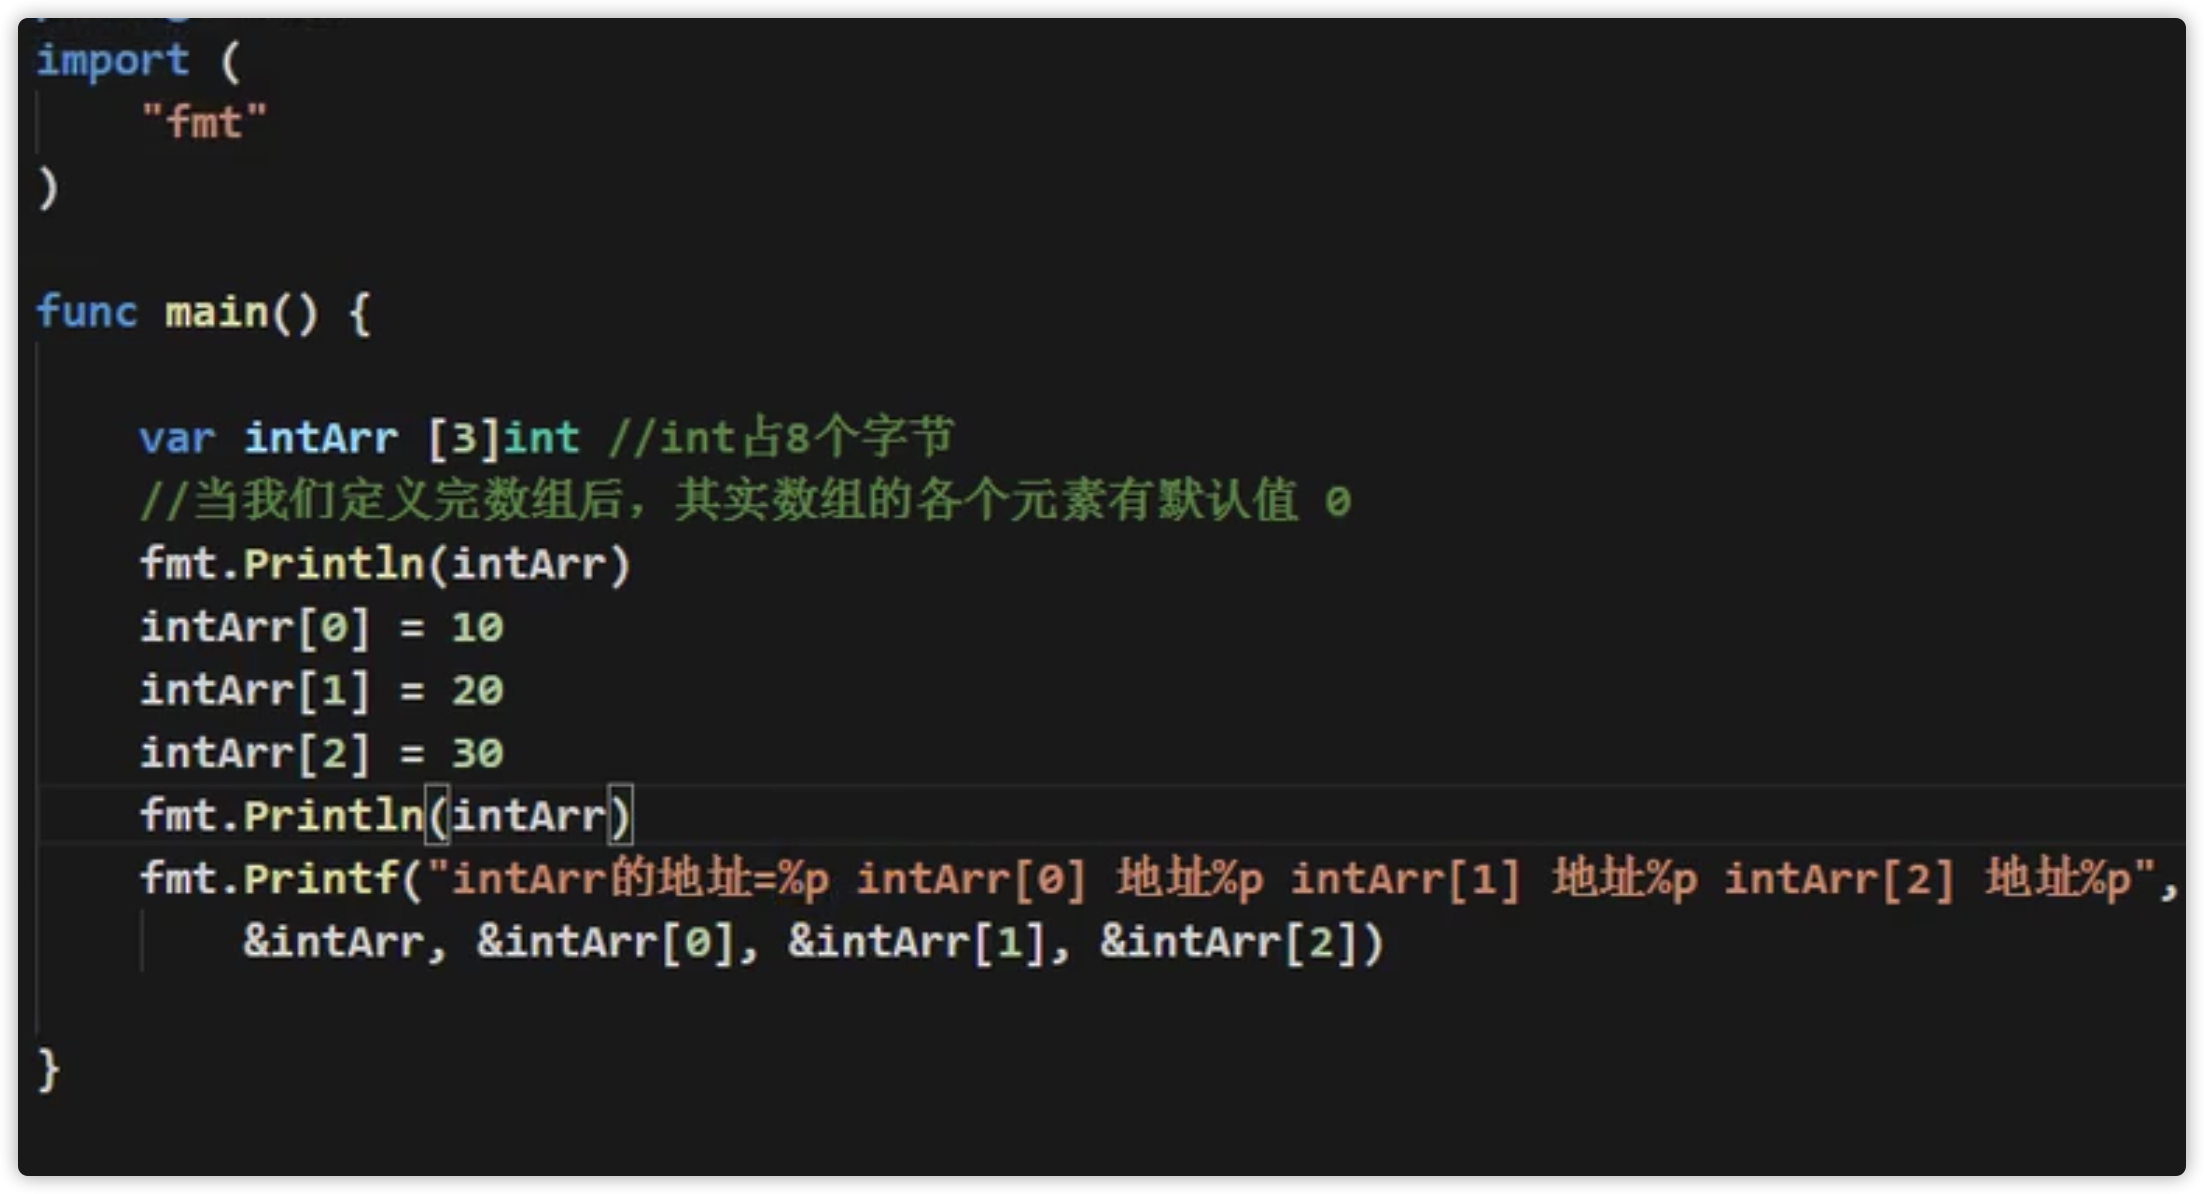 import (
    "fmt"
)
func main() {
    var intArr [3]int //int占8个字节
    //当我们定义完数组后，其实数组的各个元素有默认值 0
    fmt.Println(intArr)
    intArr[0] = 10
    intArr[1] = 20
    intArr[2] = 30
    fmt.Println(intArr)
    fmt.Printf("intArr的地址=%p intArr[0] 地址%p intArr[1] 地址%p intArr[2] 地址%p",
        &intArr, &intArr[0], &intArr[1], &intArr[2])
}